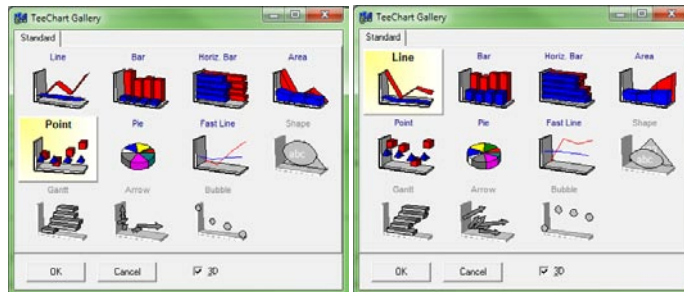 TeeChart Gallery
Standard
Line Bar Horiz. Bar Area
Point Pie Fast Line Shape
abc
Gantt Arrow Bubble
OK Cancel 3D
TeeChart Gallery
Standard
Line Bar Horiz. Bar Area
Point Pie Fast Line Shape
abc
Gantt Arrow Bubble
OK Cancel 3D